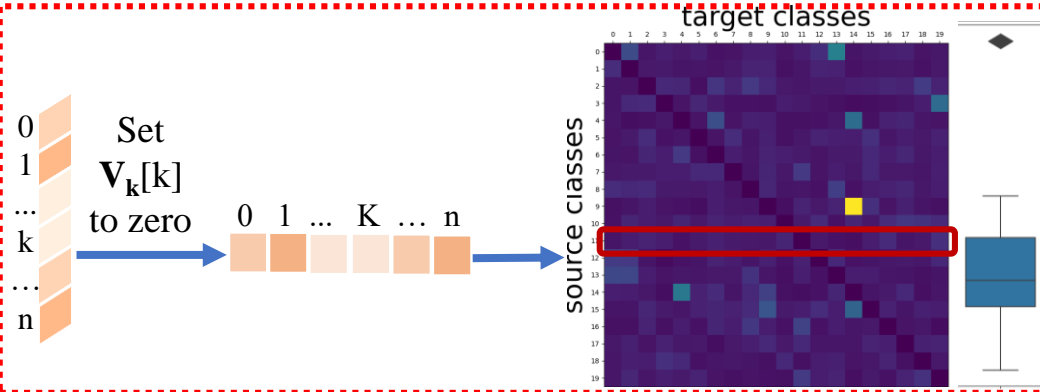 target classes
0 1 2 3 4 5 6 7 8 9 10 11 12 13 14 15 16 17 18 19
source classes
0
1
2
3
4
5
6
7
8
9
10
11
12
13
14
15
16
17
18
19
0
1
...
k
...
n
Set
V_k[k]
to zero
0 1 ... K ... n